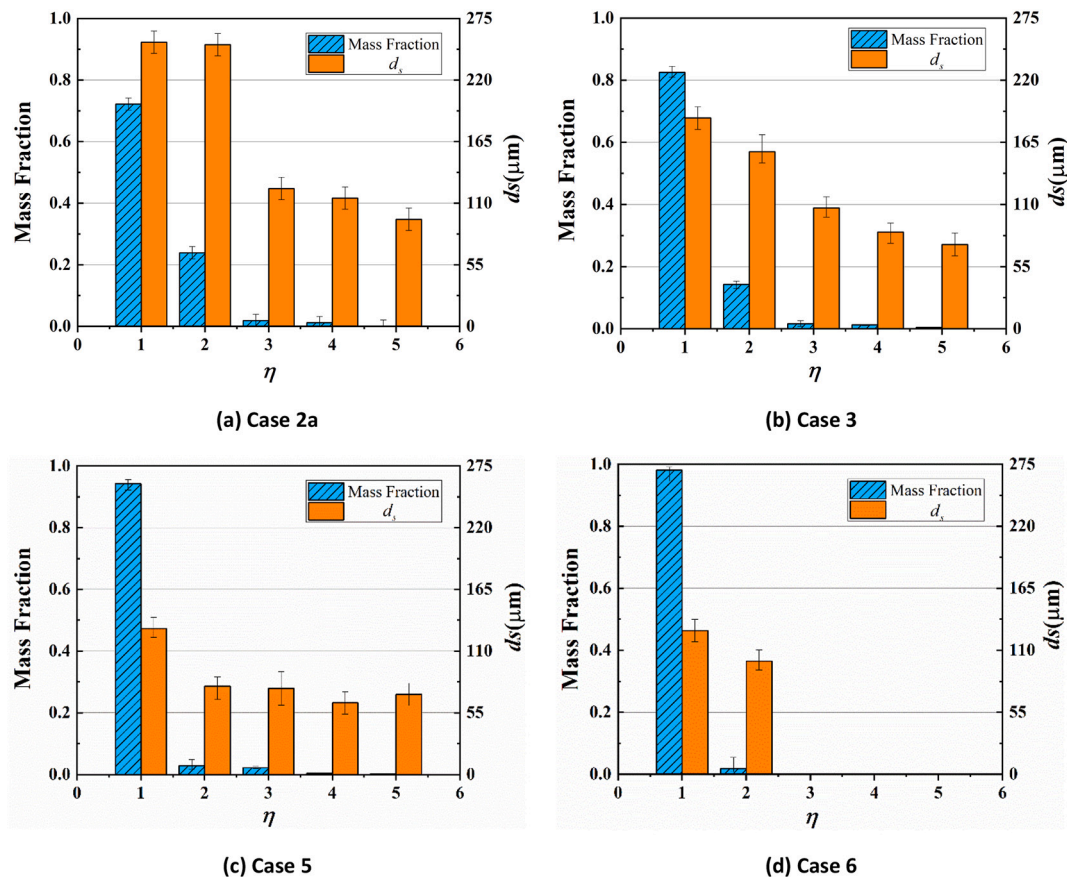 1.0
0.8
0.6
0.4
0.2
0.0
Mass Fraction
275
220
165
110
55
0
ds(μm)
Mass Fraction
d_s
0 1 2 3 4 5 6
η
(a) Case 2a
1.0
0.8
0.6
0.4
0.2
0.0
Mass Fraction
275
220
165
110
55
0
ds(μm)
Mass Fraction
d_s
0 1 2 3 4 5 6
η
(b) Case 3
1.0
0.8
0.6
0.4
0.2
0.0
Mass Fraction
275
220
165
110
55
0
ds(μm)
Mass Fraction
d_s
0 1 2 3 4 5 6
η
(c) Case 5
1.0
0.8
0.6
0.4
0.2
0.0
Mass Fraction
275
220
165
110
55
0
ds(μm)
Mass Fraction
d_s
0 1 2 3 4 5 6
η
(d) Case 6